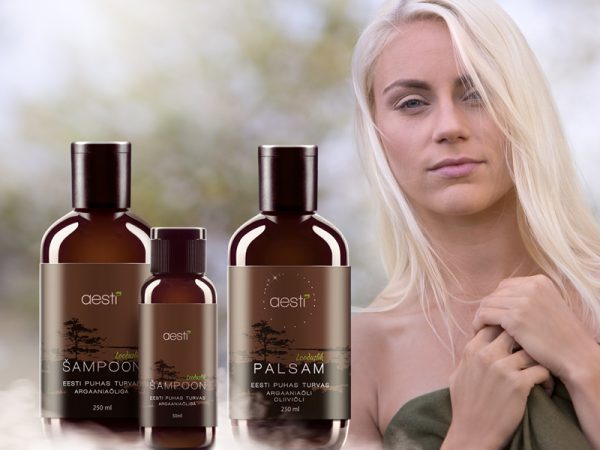 aesti
Looduslik
ŠAMPOON
EESTI PUHAS TURVAS
ARGAANIAÕLIGA
250 ml
aesti
Looduslik
ŠAMPOON
EESTI PUHAS TURVAS
ARGAANIAÕLIGA
50ml
aesti
Looduslik
PALSAM
EESTI PUHAS TURVAS
ARGAANIAÕLI
OLIIVIÕLI
250 ml